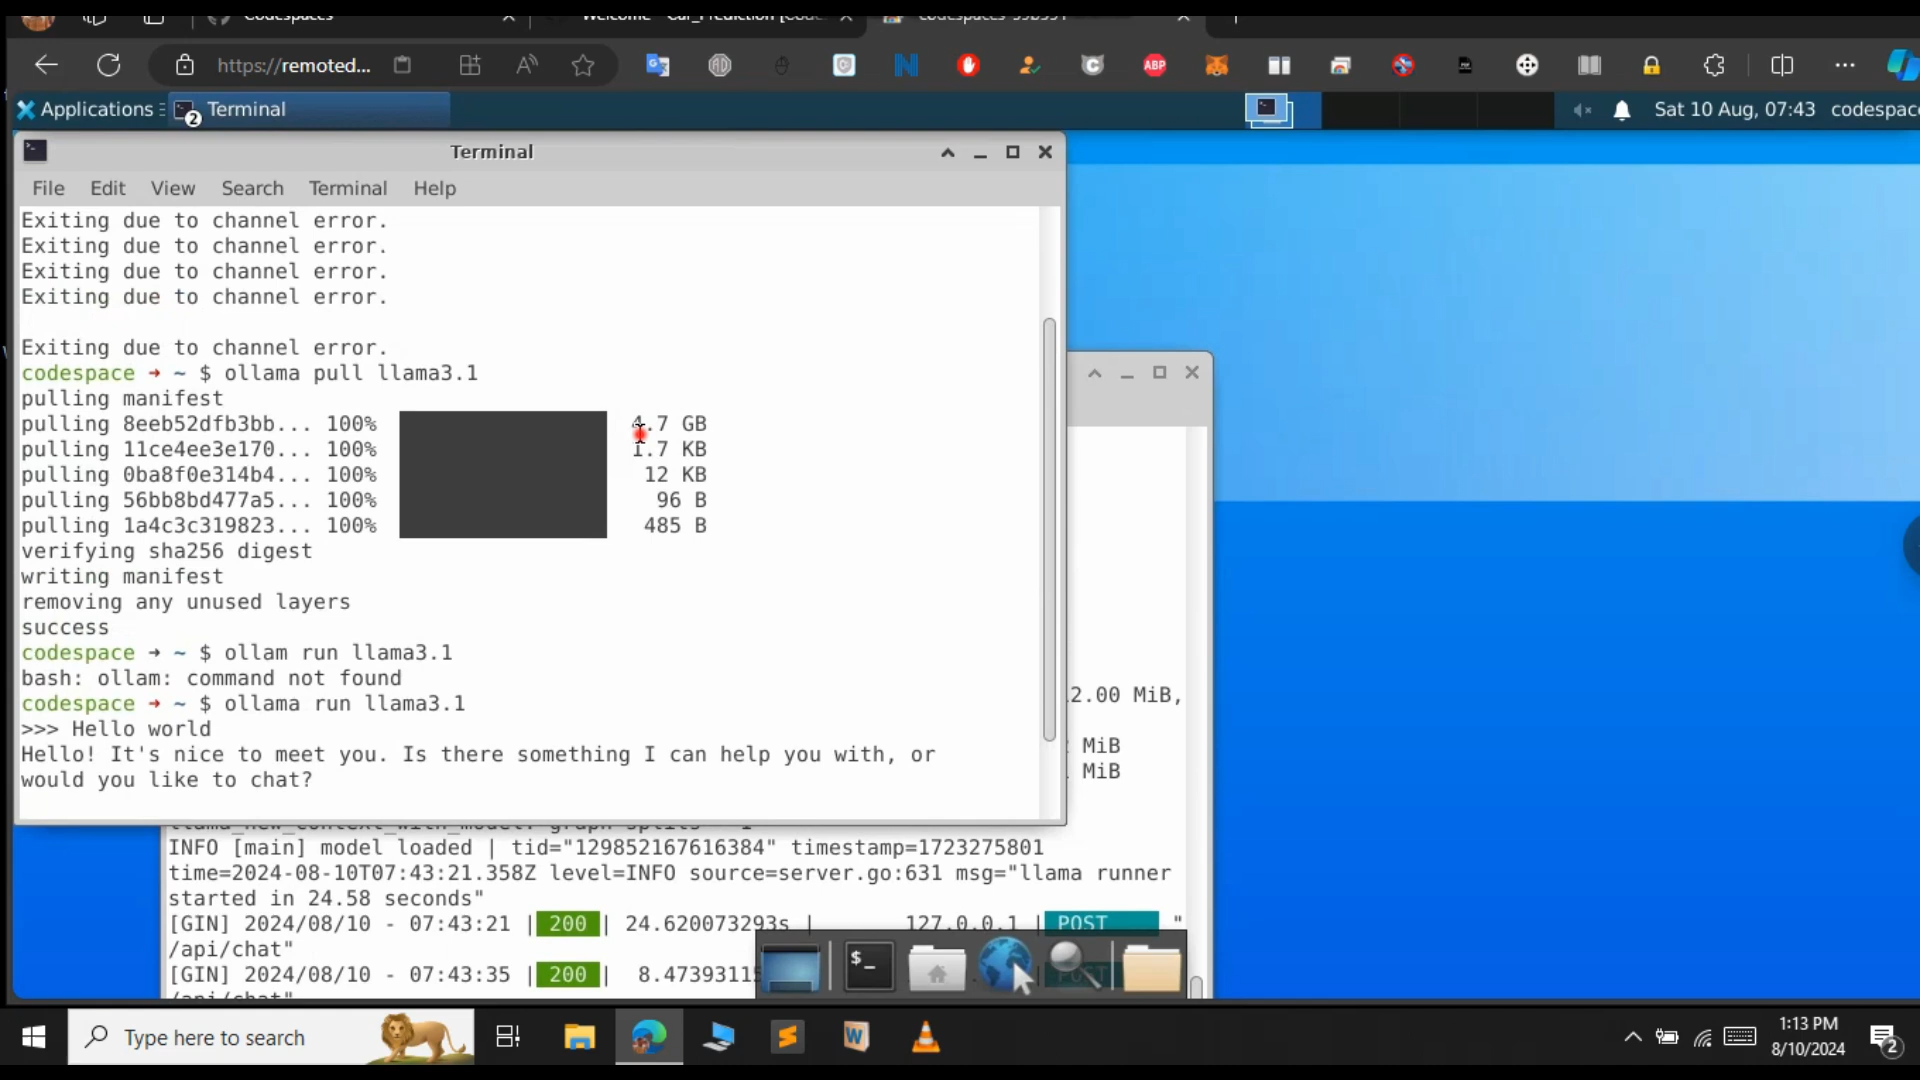 Codespaces
Welcome - Car_Prediction [Code
https://remoted...
Applications
Terminal
2
Sat 10 Aug, 07:43
codespac
Terminal
File Edit View Search Terminal Help
Exiting due to channel error.
Exiting due to channel error.
Exiting due to channel error.
Exiting due to channel error.
Exiting due to channel error.
codespace ➜ ~ $ ollama pull llama3.1
pulling manifest
pulling 8eeb52dfb3bb... 100% 4.7 GB
pulling 11ce4ee3e170... 100% 1.7 KB
pulling 0ba8f0e314b4... 100% 12 KB
pulling 56bb8bd477a5... 100% 96 B
pulling 1a4c3c319823... 100% 485 B
verifying sha256 digest
writing manifest
removing any unused layers
success
codespace ➜ ~ $ ollam run llama3.1
bash: ollam: command not found
codespace ➜ ~ $ ollama run llama3.1
>>> Hello world
Hello! It's nice to meet you. Is there something I can help you with, or
would you like to chat?
2.00 MiB,
MiB
MiB
INFO [main] model loaded | tid="129852167616384" timestamp=1723275801
time=2024-08-10T07:43:21.358Z level=INFO source=server.go:631 msg="llama runner
started in 24.58 seconds"
[GIN] 2024/08/10 - 07:43:21 | 200 | 24.620073293s | 127.0.0.1 | POST "
/api/chat"
[GIN] 2024/08/10 - 07:43:35 | 200 | 8.4739311
Type here to search
1:13 PM
8/10/2024
2